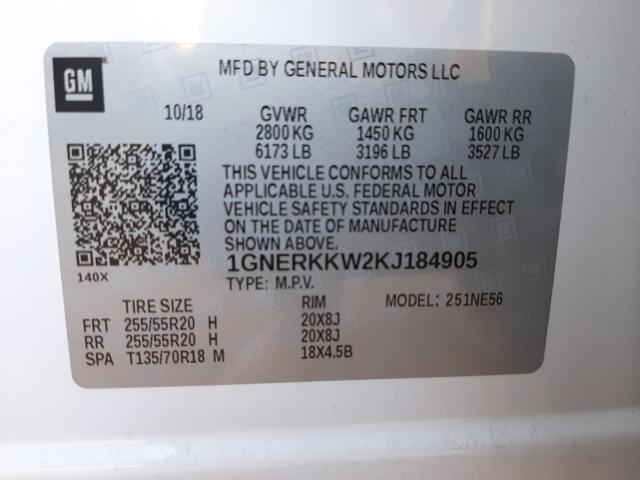 GM
MFD BY GENERAL MOTORS LLC
10/18 GVWR GAWR FRT GAWR RR
2800 KG 1450 KG 1600 KG
6173 LB 3196 LB 3527 LB
THIS VEHICLE CONFORMS TO ALL
APPLICABLE U.S. FEDERAL MOTOR
VEHICLE SAFETY STANDARDS IN EFFECT
ON THE DATE OF MANUFACTURE
SHOWN ABOVE.
1GNERKKW2KJ184905
140X
TYPE: M.P.V.
TIRE SIZE RIM MODEL: 251NE56
FRT 255/55R20 H 20X8J
RR 255/55R20 H 20X8J
SPA T135/70R18 M 18X4.5B